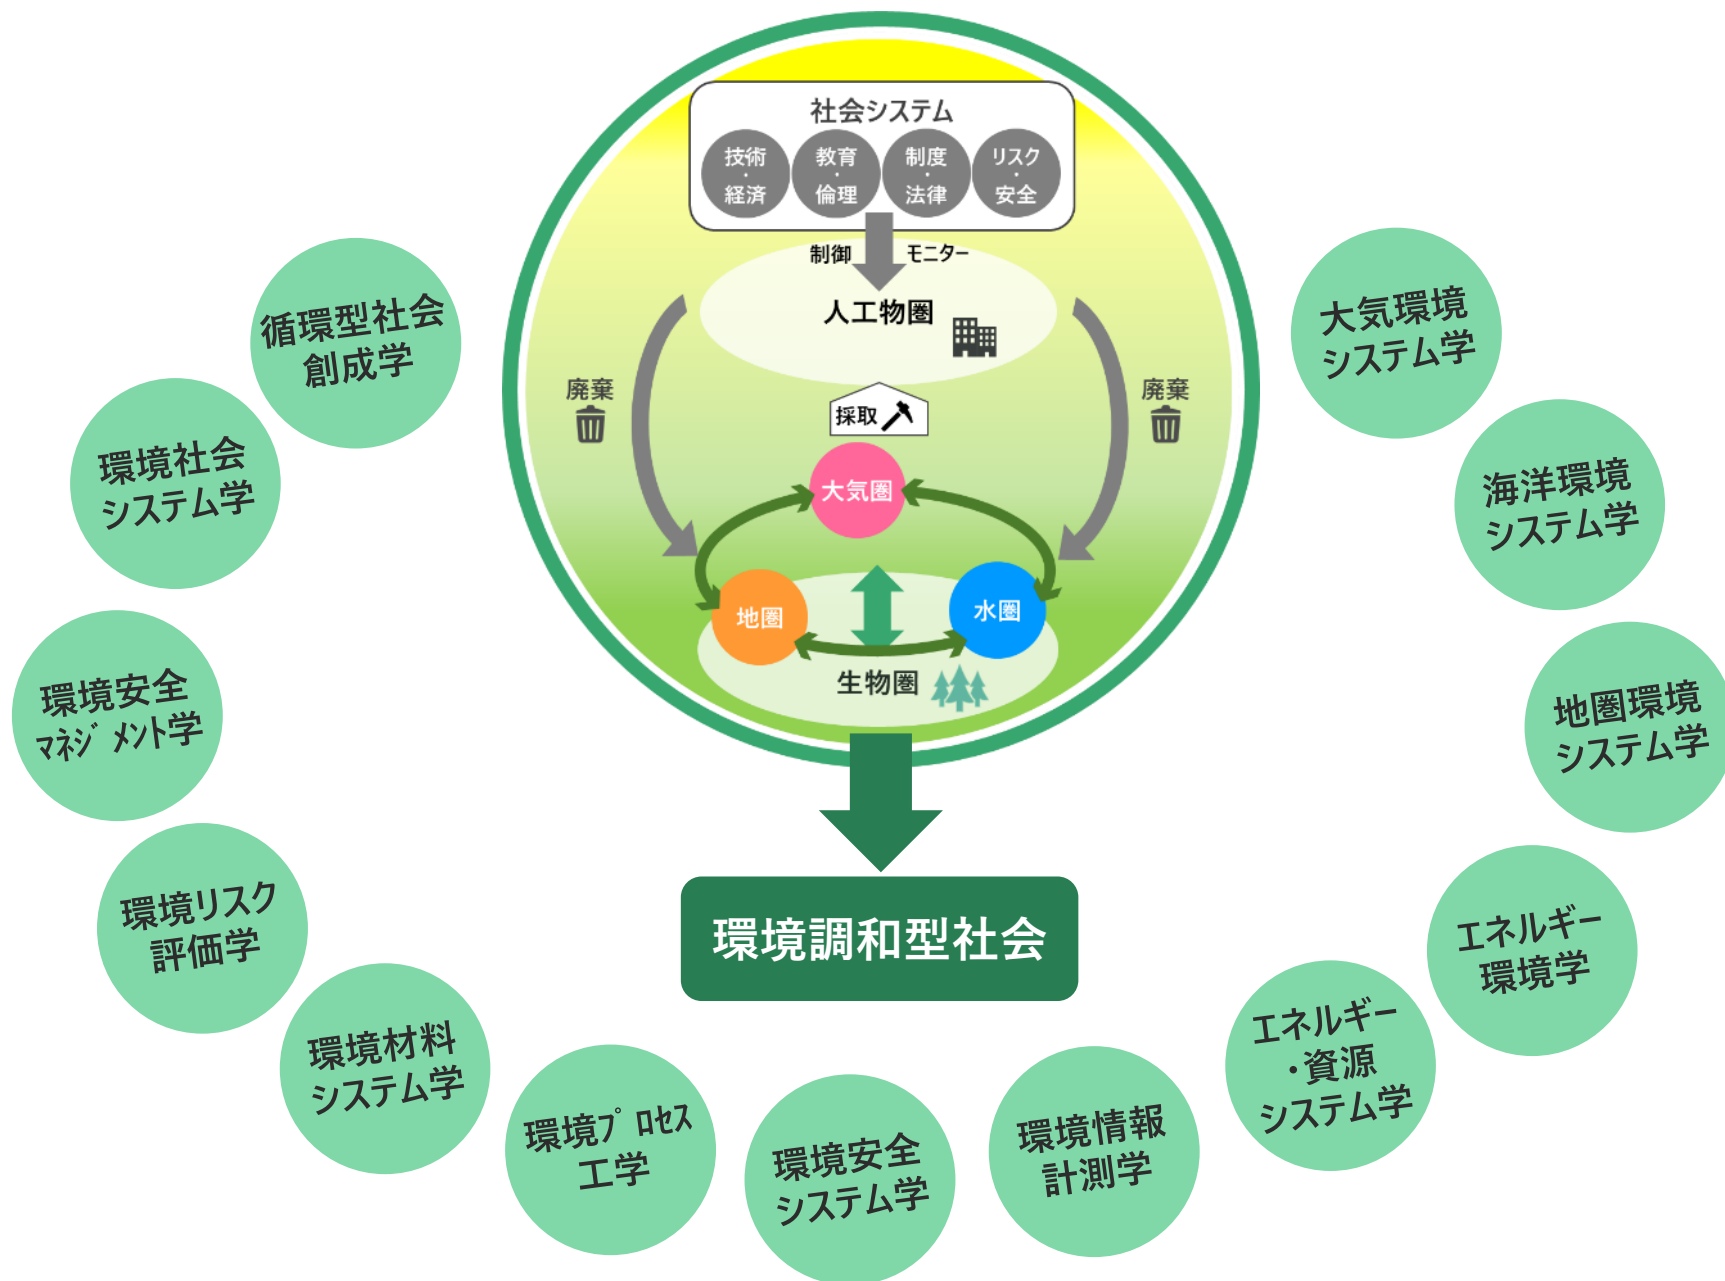 社会システム
技術
・
経済
教育
・
倫理
制度
・
法律
リスク
・
安全
制御
モニター
人工物圏
廃棄
廃棄
採取
大気圏
地圏
水圏
生物圏
環境調和型社会
循環型社会
創成学
環境社会
システム学
環境安全
ﾏﾈｼﾞﾒﾝﾄ学
環境リスク
評価学
環境材料
システム学
環境ﾌﾟﾛｾｽ
工学
環境安全
システム学
環境情報
計測学
エネルギー
・資源
システム学
エネルギー
環境学
地圏環境
システム学
海洋環境
システム学
大気環境
システム学